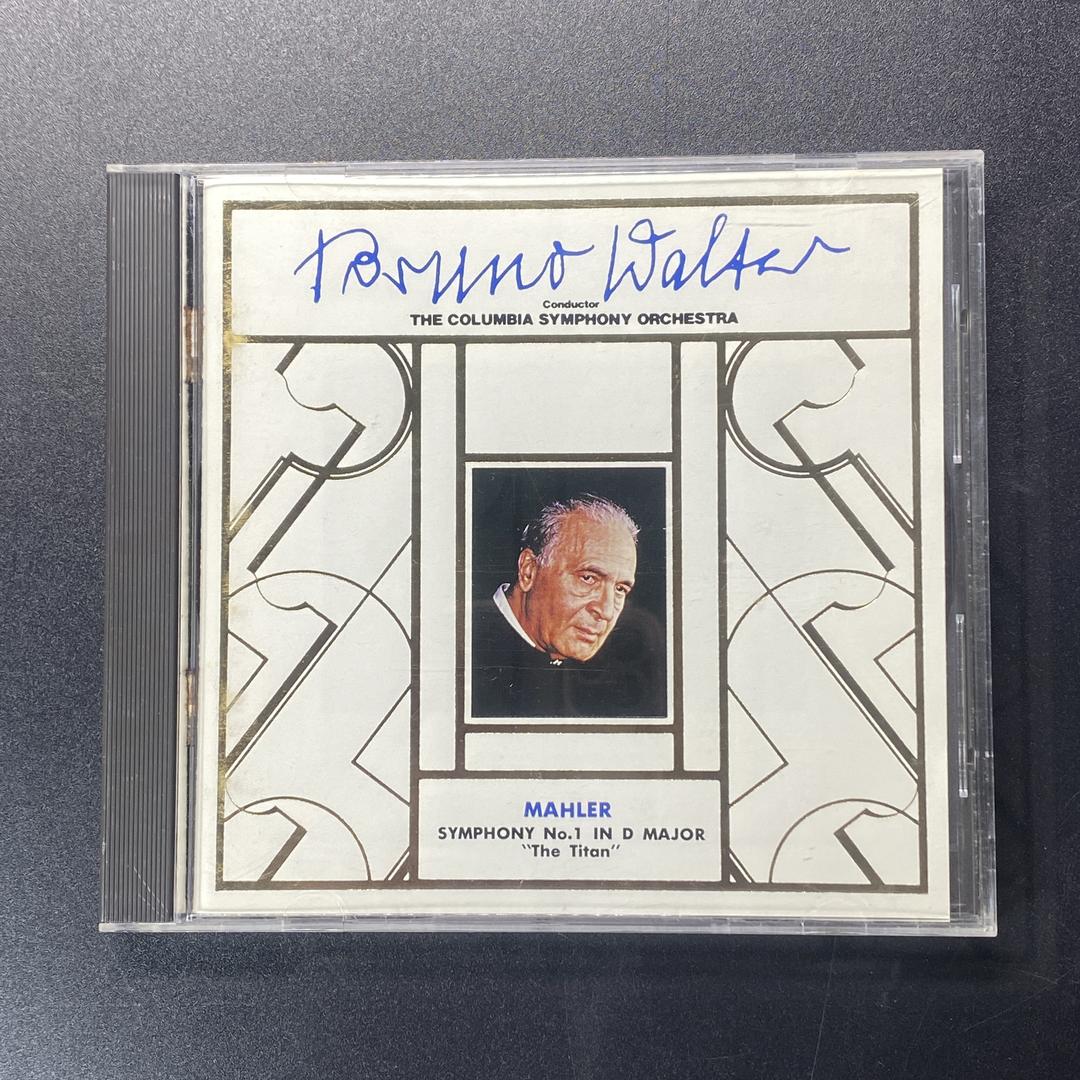 Bruno Walter
Conductor
THE COLUMBIA SYMPHONY ORCHESTRA
MAHLER
SYMPHONY No.1 IN D MAJOR
"The Titan"